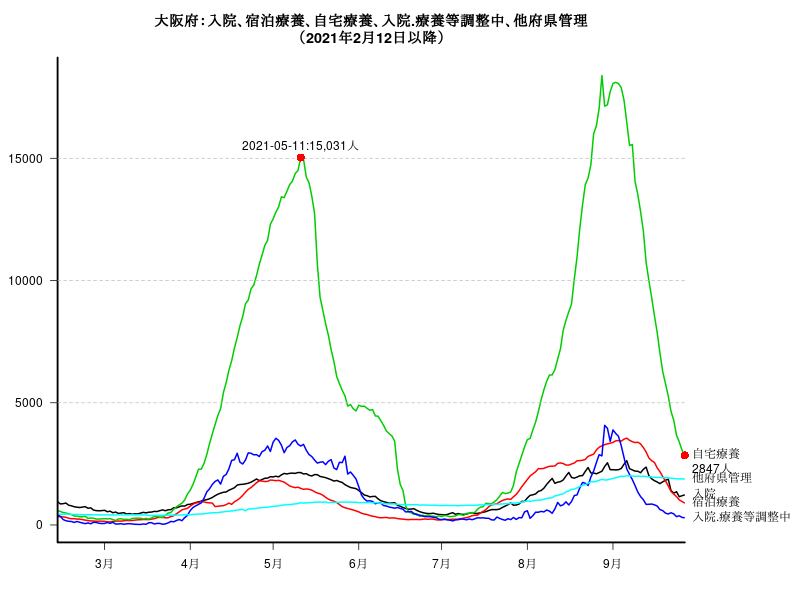 大阪府：入院、宿泊療養、自宅療養、入院.療養等調整中、他府県管理
（2021年2月12日以降）
2021-05-11:15,031人
15000
10000
5000
0
自宅療養
2847人
他府県管理
入院
宿泊療養
入院.療養等調整中
3月
4月
5月
6月
7月
8月
9月